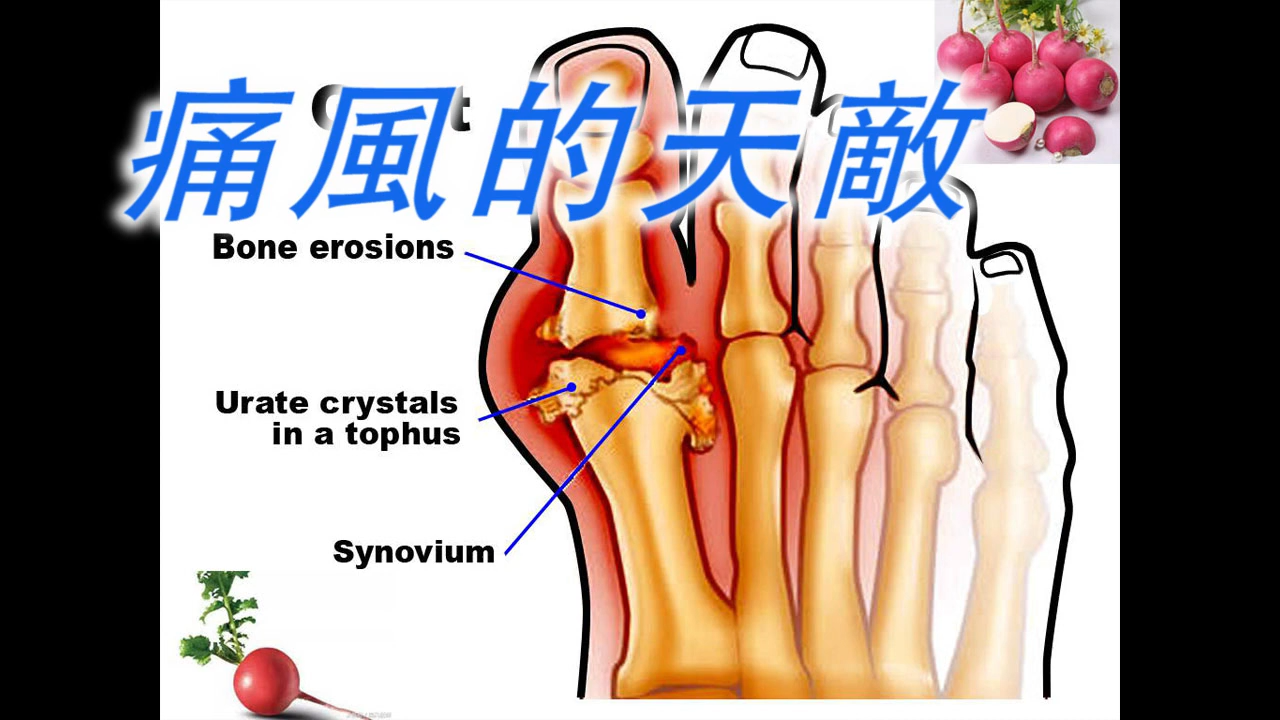 痛風的天敵
Bone erosions
Urate crystals
in a tophus
Synovium